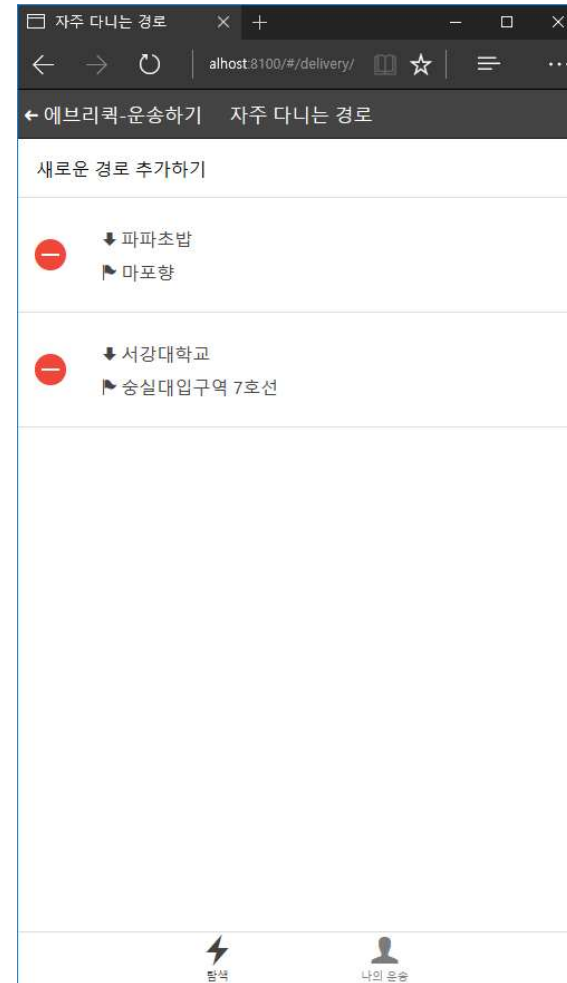 자주 다니는 경로
alhost:8100/#/delivery/
에브리퀵-운송하기 자주 다니는 경로
새로운 경로 추가하기
파파초밥
마포향
서강대학교
숭실대입구역 7호선
탐색
나의 운송